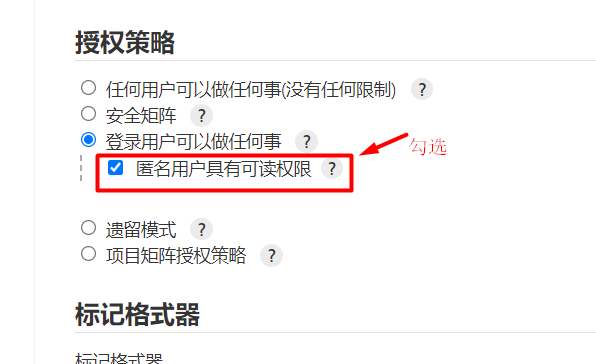 授权策略
任何用户可以做任何事(没有任何限制) ?
安全矩阵 ?
登录用户可以做任何事 ?
匿名用户具有可读权限 ?
勾选
遗留模式 ?
项目矩阵授权策略 ?
标记格式器
标记格式器